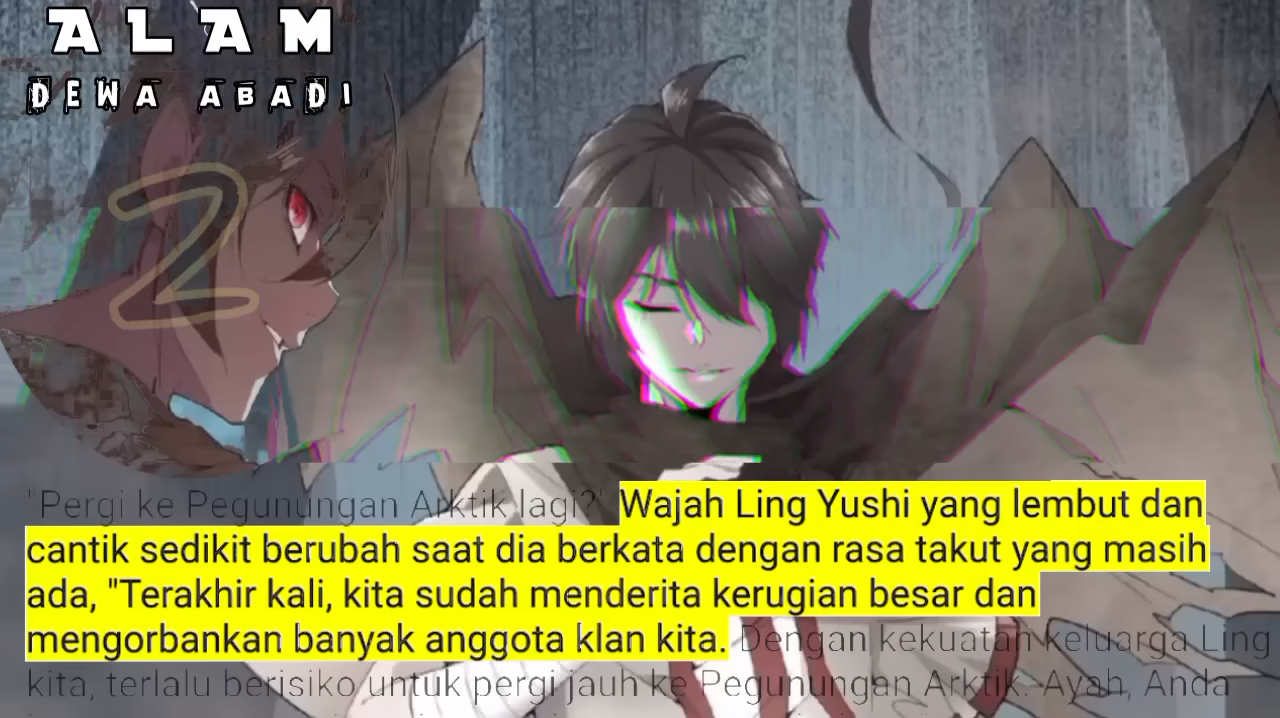 ALAM
DEWA ABADI
2
"Pergi ke Pegunungan Arktik lagi?" Wajah Ling Yushi yang lembut dan
cantik sedikit berubah saat dia berkata dengan rasa takut yang masih
ada, "Terakhir kali, kita sudah menderita kerugian besar dan
mengorbankan banyak anggota klan kita. Dengan kekuatan keluarga Ling
kita, terlalu berisiko untuk pergi jauh ke Pegunungan Arktik. Ayah, Anda